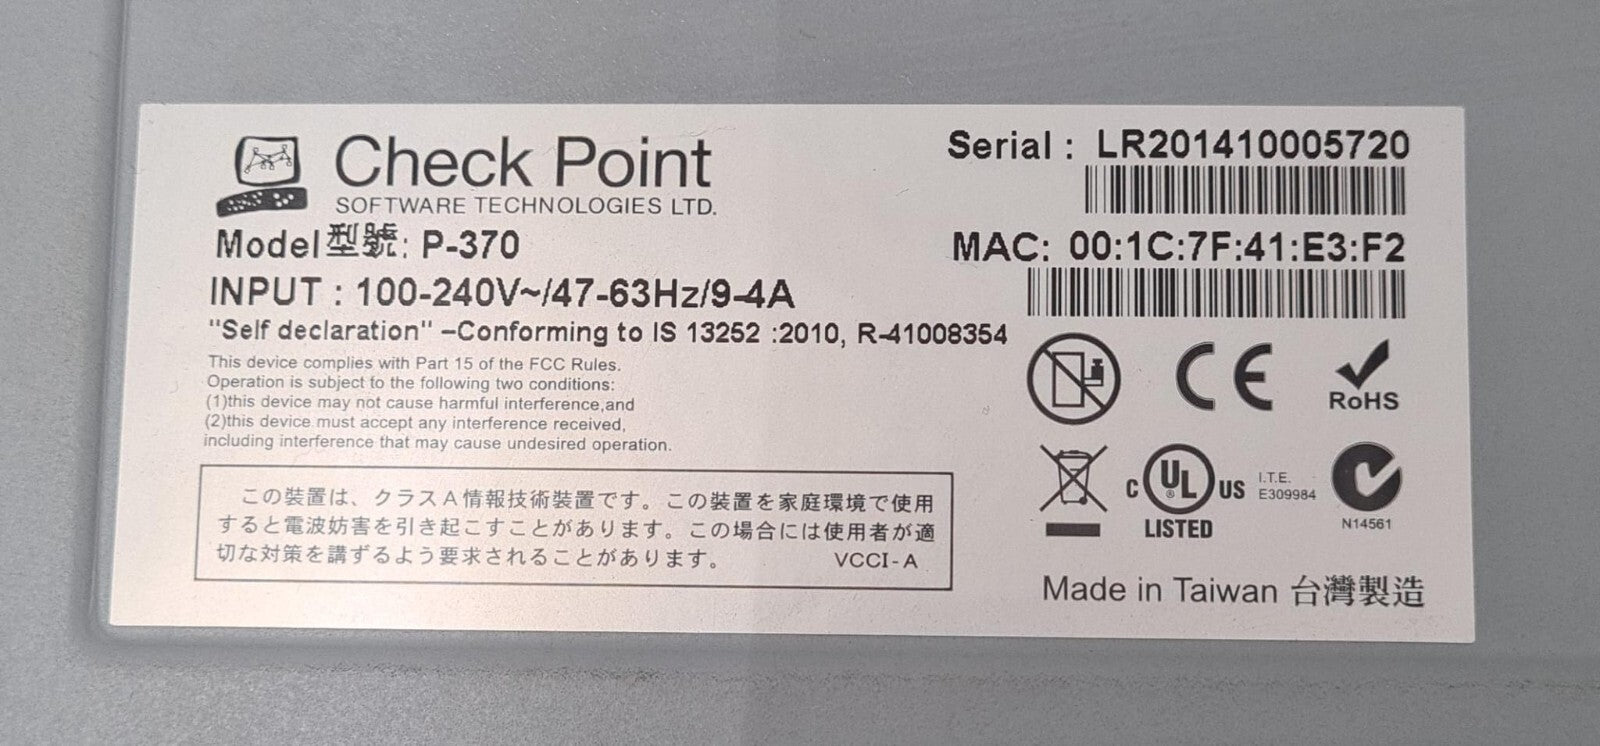 Check Point
SOFTWARE TECHNOLOGIES LTD.
Model型號: P-370
INPUT : 100-240V~/47-63Hz/9-4A
"Self declaration" –Conforming to IS 13252 :2010, R-41008354
This device complies with Part 15 of the FCC Rules.
Operation is subject to the following two conditions:
(1)this device may not cause harmful interference,and
(2)this device must accept any interference received,
including interference that may cause undesired operation.
この装置は、クラスA情報技術装置です。この装置を家庭環境で使用
すると電波妨害を引き起こすことがあります。この場合には使用者が適
切な対策を講ずるよう要求されることがあります。 VCCI-A
Serial : LR201410005720
MAC: 00:1C:7F:41:E3:F2
CE
RoHS
C UL ® US
LISTED
I.T.E.
E309984
N14561
Made in Taiwan 台灣製造